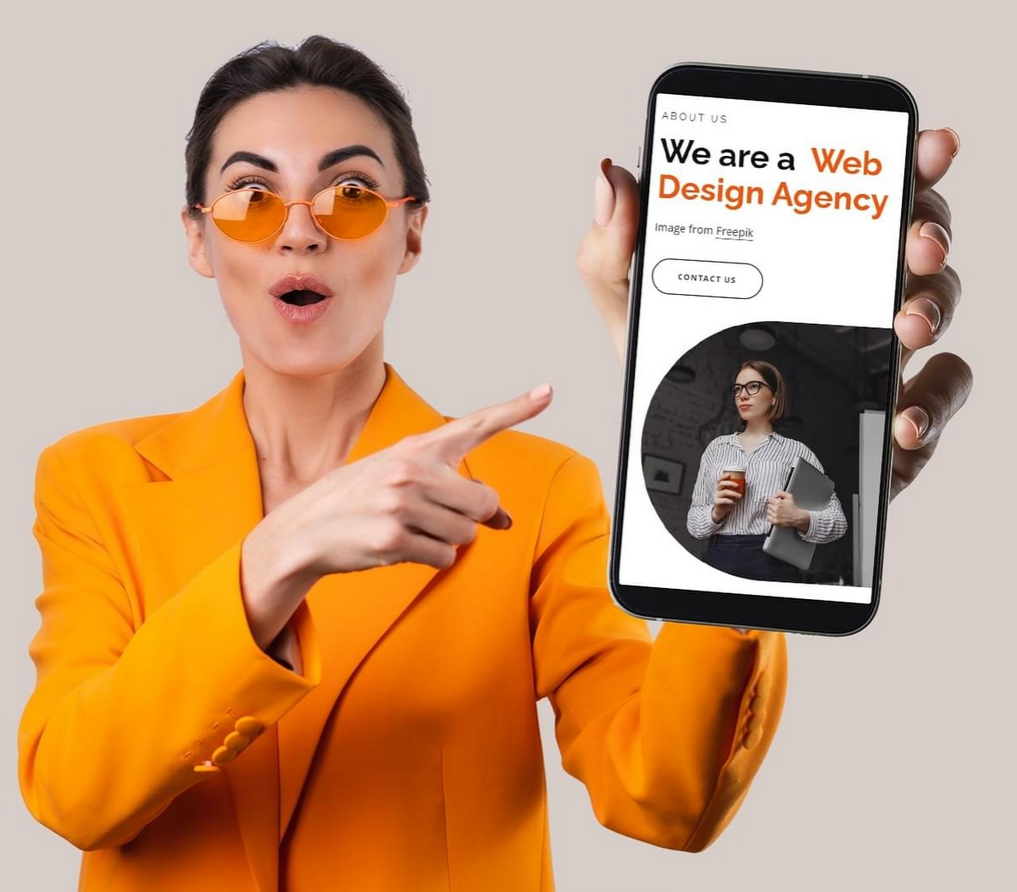 ABOUT US
We are a Web
Design Agency
Image from Freepik
CONTACT US